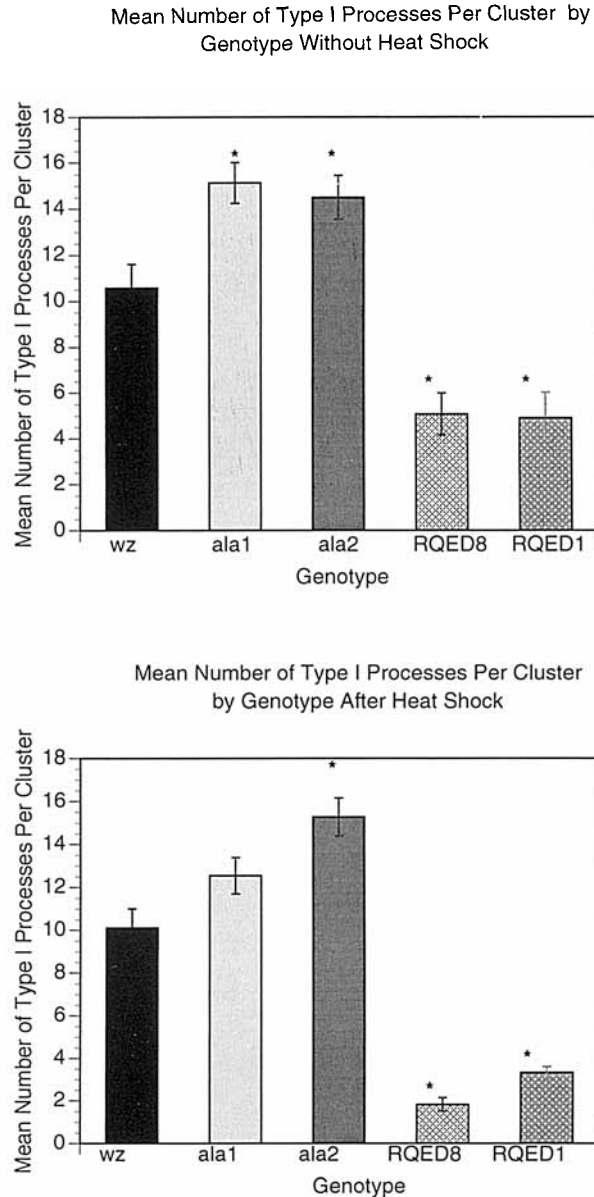 Mean Number of Type I Processes Per Cluster by
Genotype Without Heat Shock
Mean Number of Type I Processes Per Cluster
18
16
14
12
10
8
6
4
2
0
*
*
*
*
wz
ala1
ala2
RQED8
RQED1
Genotype
Mean Number of Type I Processes Per Cluster
by Genotype After Heat Shock
Mean Number of Type I Processes Per Cluster
18
16
14
12
10
8
6
4
2
0
*
*
*
wz
ala1
ala2
RQED8
RQED1
Genotype